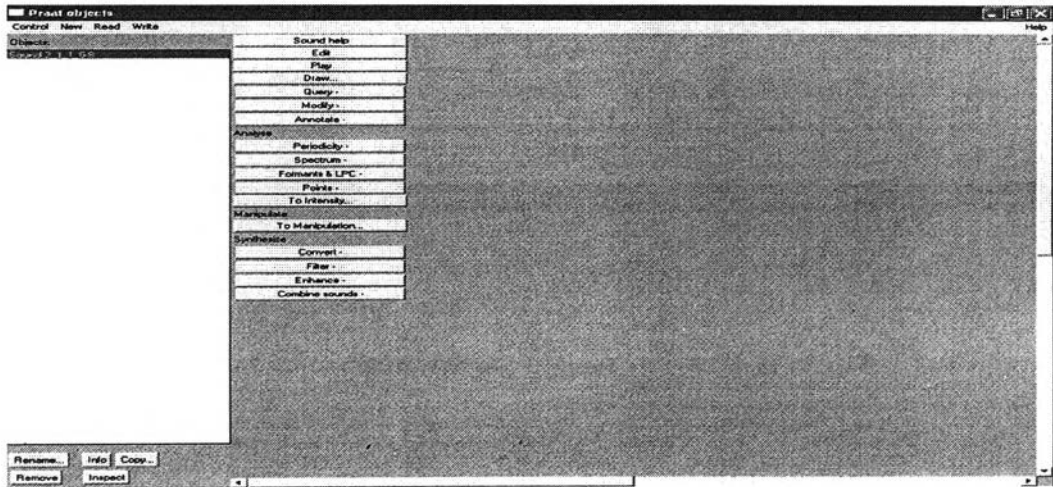 Praat objects
Control New Read Write Help
Objects:
Sound help
Edit
Play
Draw...
Query -
Modify -
Annotate -
Analyse
Periodicity -
Spectrum -
Formants & LPC -
Points -
To Intensity...
Manipulate
To Manipulation...
Synthesize
Convert -
Filter -
Enhance -
Combine sounds -
Rename... Info Copy...
Remove Inspect